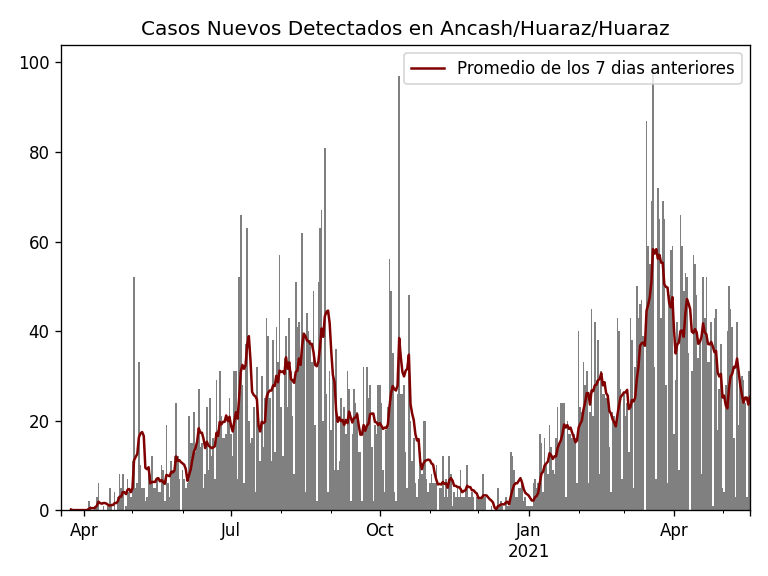 Casos Nuevos Detectados en Ancash/Huaraz/Huaraz
Promedio de los 7 dias anteriores
100
80
60
40
20
0
Apr Jul Oct Jan Apr
2021